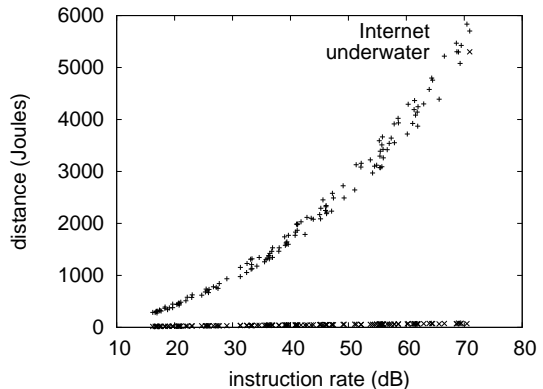 6000
5000
4000
3000
2000
1000
0
10 20 30 40 50 60 70 80
distance (Joules)
instruction rate (dB)
Internet
underwater